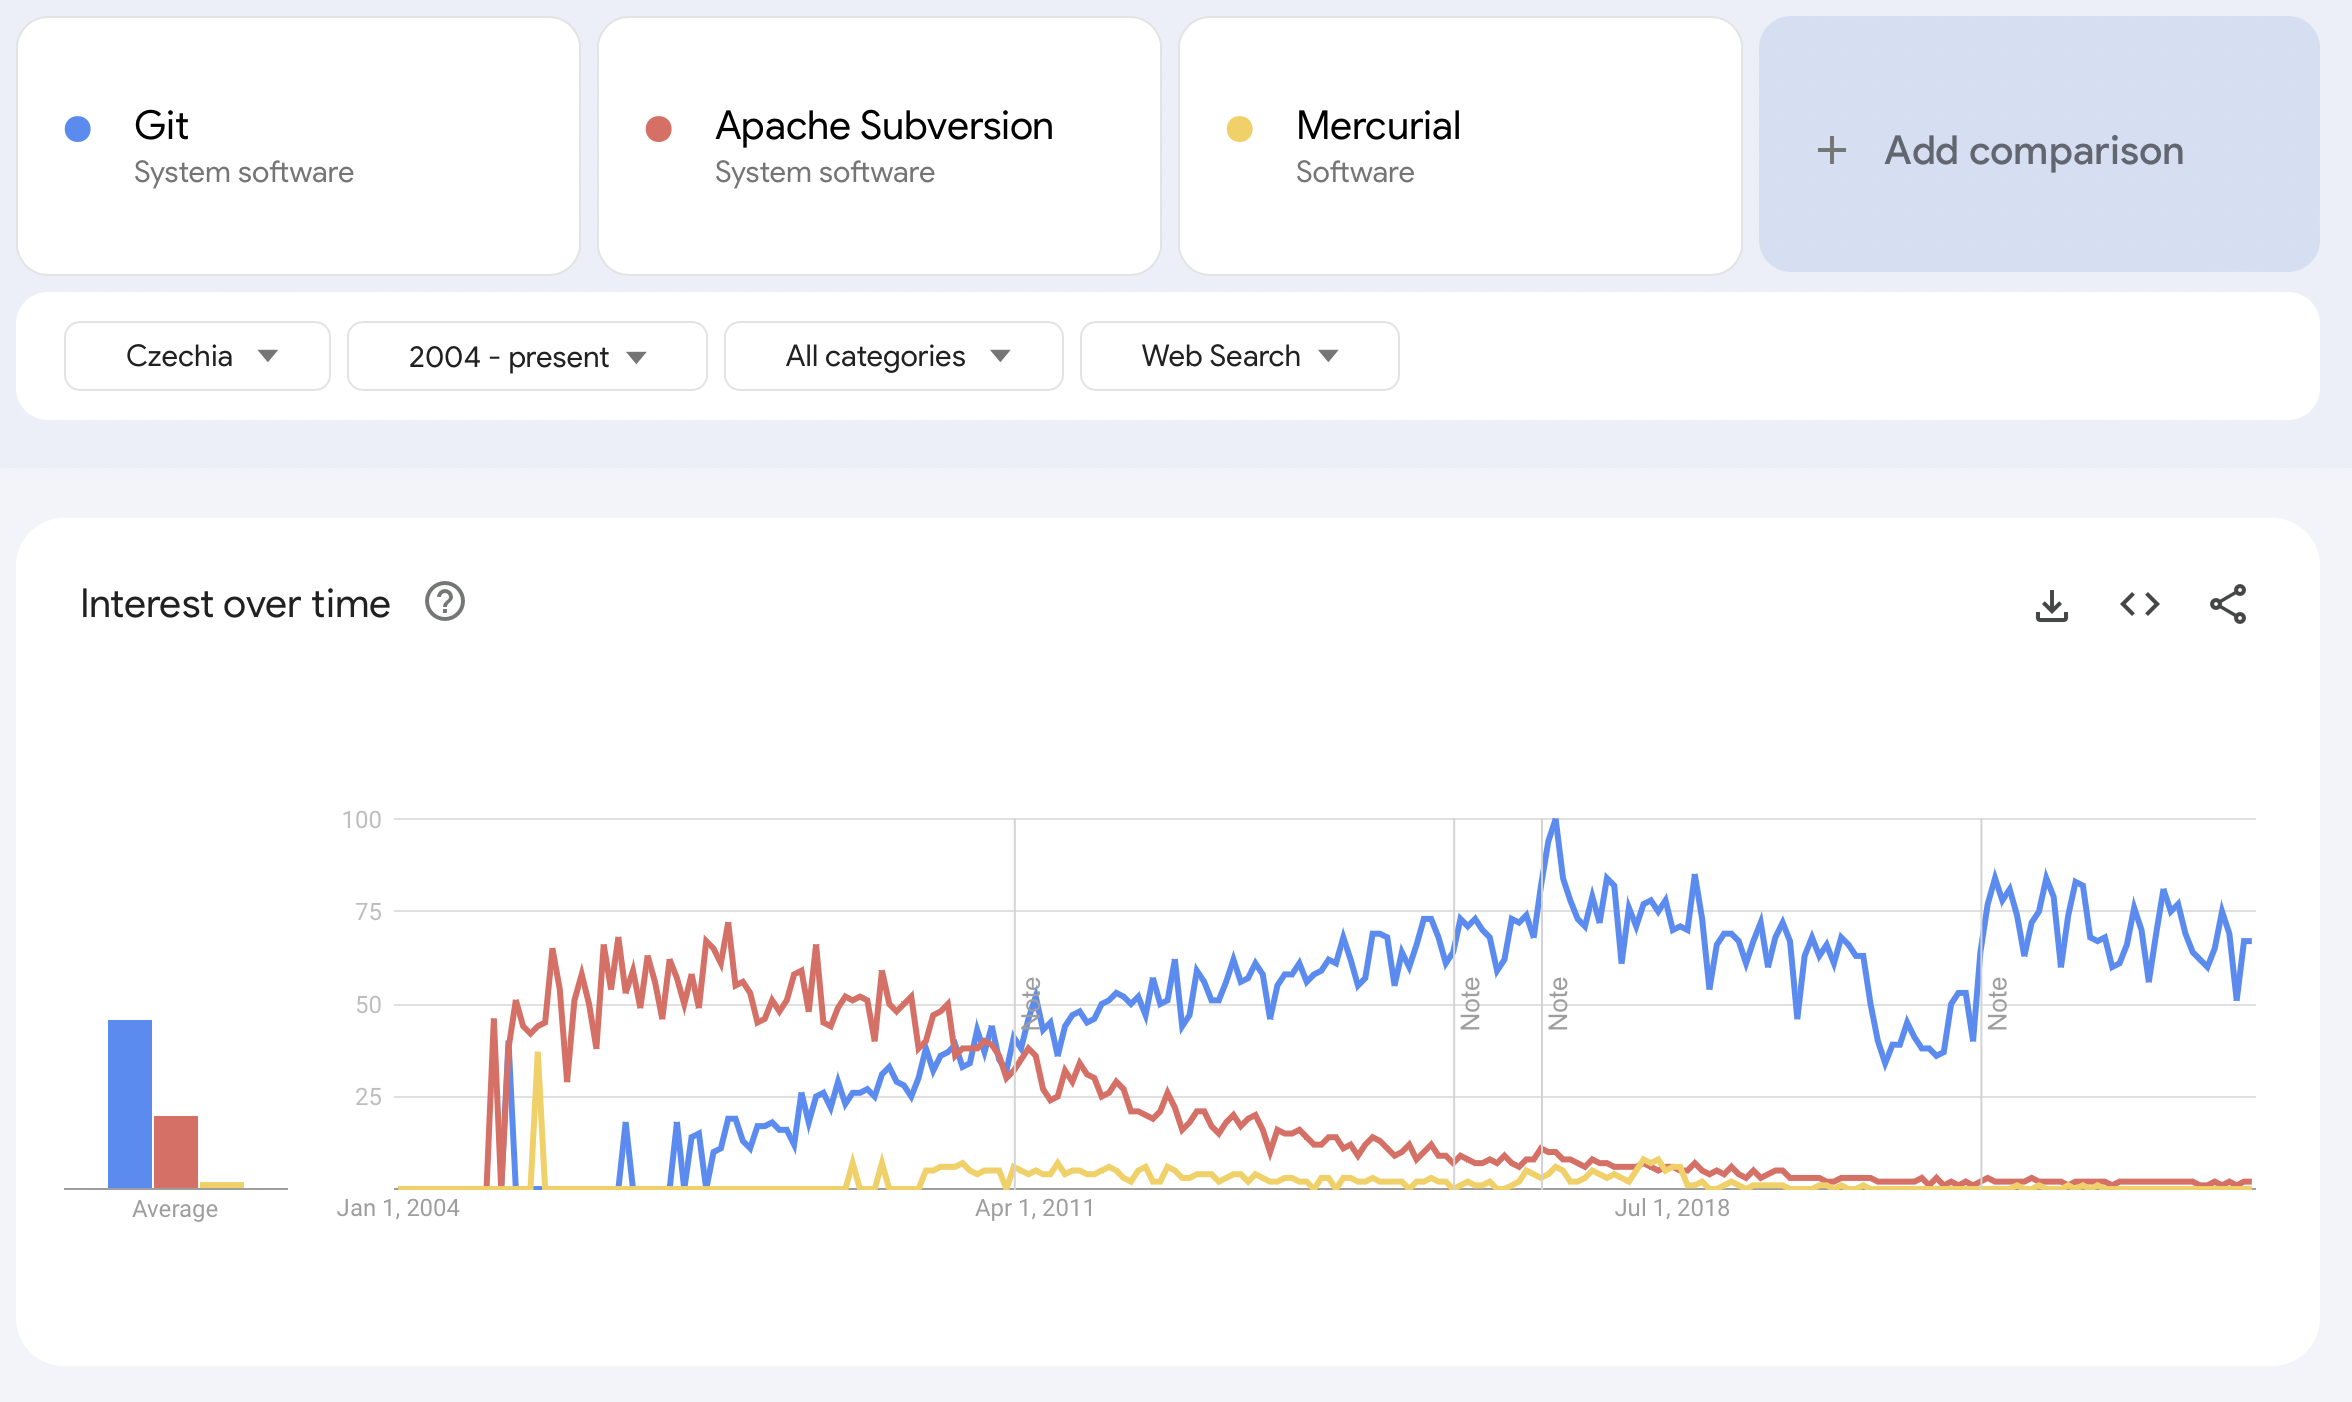 Git
System software
Apache Subversion
System software
Mercurial
Software
+ Add comparison
Czechia
2004 - present
All categories
Web Search
Interest over time
?
100
75
50
25
Note
Note
Note
Note
Average
Jan 1, 2004
Apr 1, 2011
Jul 1, 2018